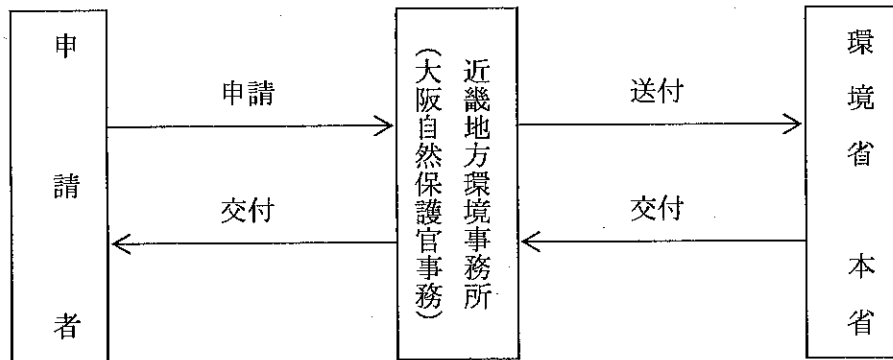 申請者
申請
交付
近畿地方環境事務所
（大阪自然保護官事務）
送付
交付
環境省 本省